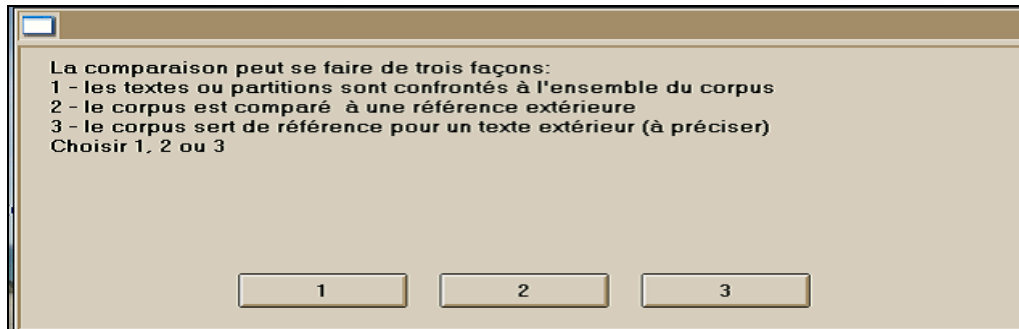 La comparaison peut se faire de trois façons:
1 - les textes ou partitions sont confrontés à l'ensemble du corpus
2 - le corpus est comparé à une référence extérieure
3 - le corpus sert de référence pour un texte extérieur (à préciser)
Choisir 1, 2 ou 3
1 2 3